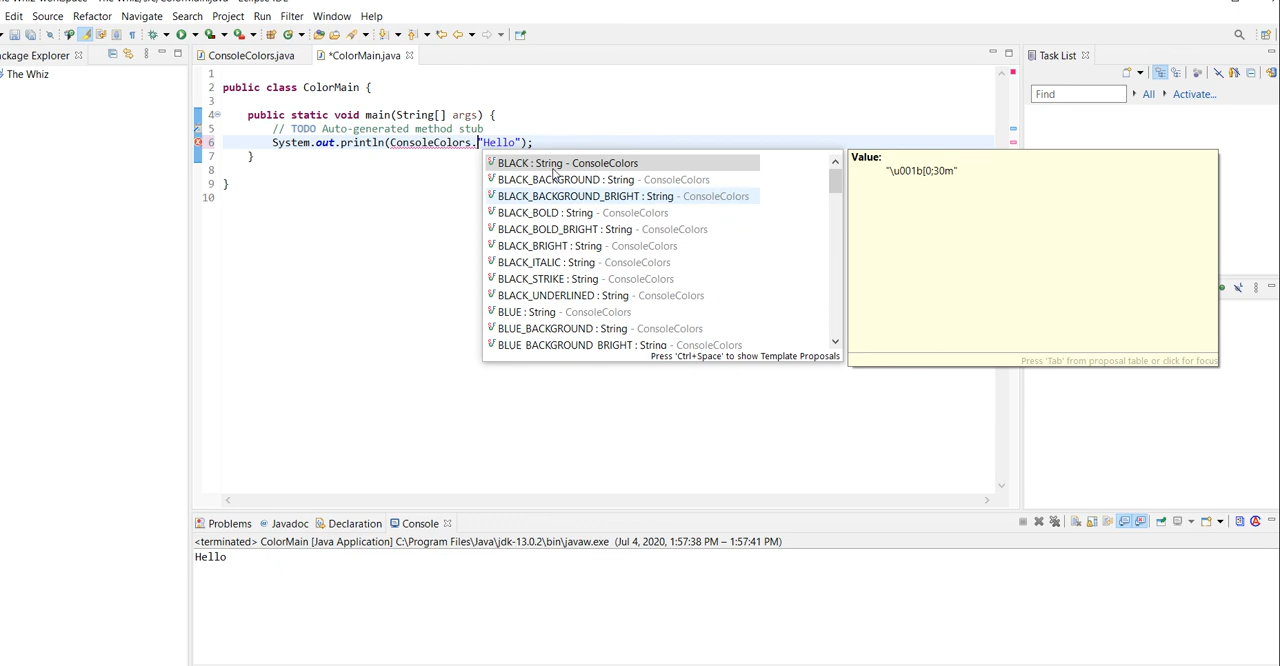 Edit Source Refactor Navigate Search Project Run Filter Window Help
ackage Explorer
ConsoleColors.java
*ColorMain.java
Task List
The Whiz
Find
All
Activate...
1
2 public class ColorMain {
3
4 public static void main(String[] args) {
5 // TODO Auto-generated method stub
6 System.out.println(ConsoleColors."Hello");
7 }
8
9 }
10
BLACK : String - ConsoleColors
BLACK_BACKGROUND : String - ConsoleColors
BLACK_BACKGROUND_BRIGHT : String - ConsoleColors
BLACK_BOLD : String - ConsoleColors
BLACK_BOLD_BRIGHT : String - ConsoleColors
BLACK_BRIGHT : String - ConsoleColors
BLACK_ITALIC : String - ConsoleColors
BLACK_STRIKE : String - ConsoleColors
BLACK_UNDERLINED : String - ConsoleColors
BLUE : String - ConsoleColors
BLUE_BACKGROUND : String - ConsoleColors
BLUE_BACKGROUND_BRIGHT : String - ConsoleColors
Press 'Ctrl+Space' to show Template Proposals
Value:
"\u001b[0;30m"
Press 'Tab' from proposal table or click for focus
Problems Javadoc Declaration Console
<terminated> ColorMain [Java Application] C:\Program Files\Java\jdk-13.0.2\bin\javaw.exe (Jul 4, 2020, 1:57:38 PM – 1:57:41 PM)
Hello